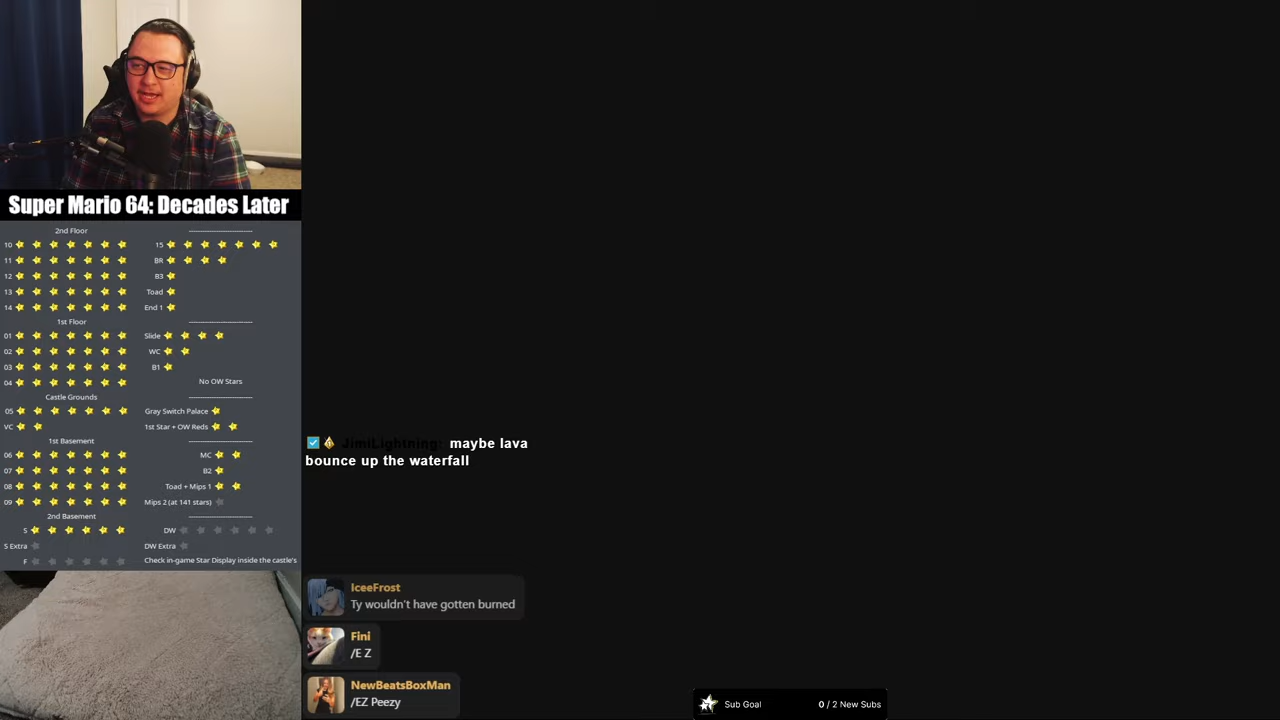 Super Mario 64: Decades Later
2nd Floor
10
11
12
13
14
15
BR
B3
Toad
End 1
1st Floor
01
02
03
04
Slide
WC
B1
No OW Stars
Castle Grounds
05
VC
Gray Switch Palace
1st Star + OW Reds
1st Basement
06
07
08
09
MC
B2
Toad + Mips 1
Mips 2 (at 141 stars)
2nd Basement
S
S Extra
F
DW
DW Extra
Check in-game Star Display inside the castle's
JimiLightning: maybe lava
bounce up the waterfall
IceeFrost
Ty wouldn't have gotten burned
Fini
/E Z
NewBeatsBoxMan
/EZ Peezy
Sub Goal
0 / 2 New Subs